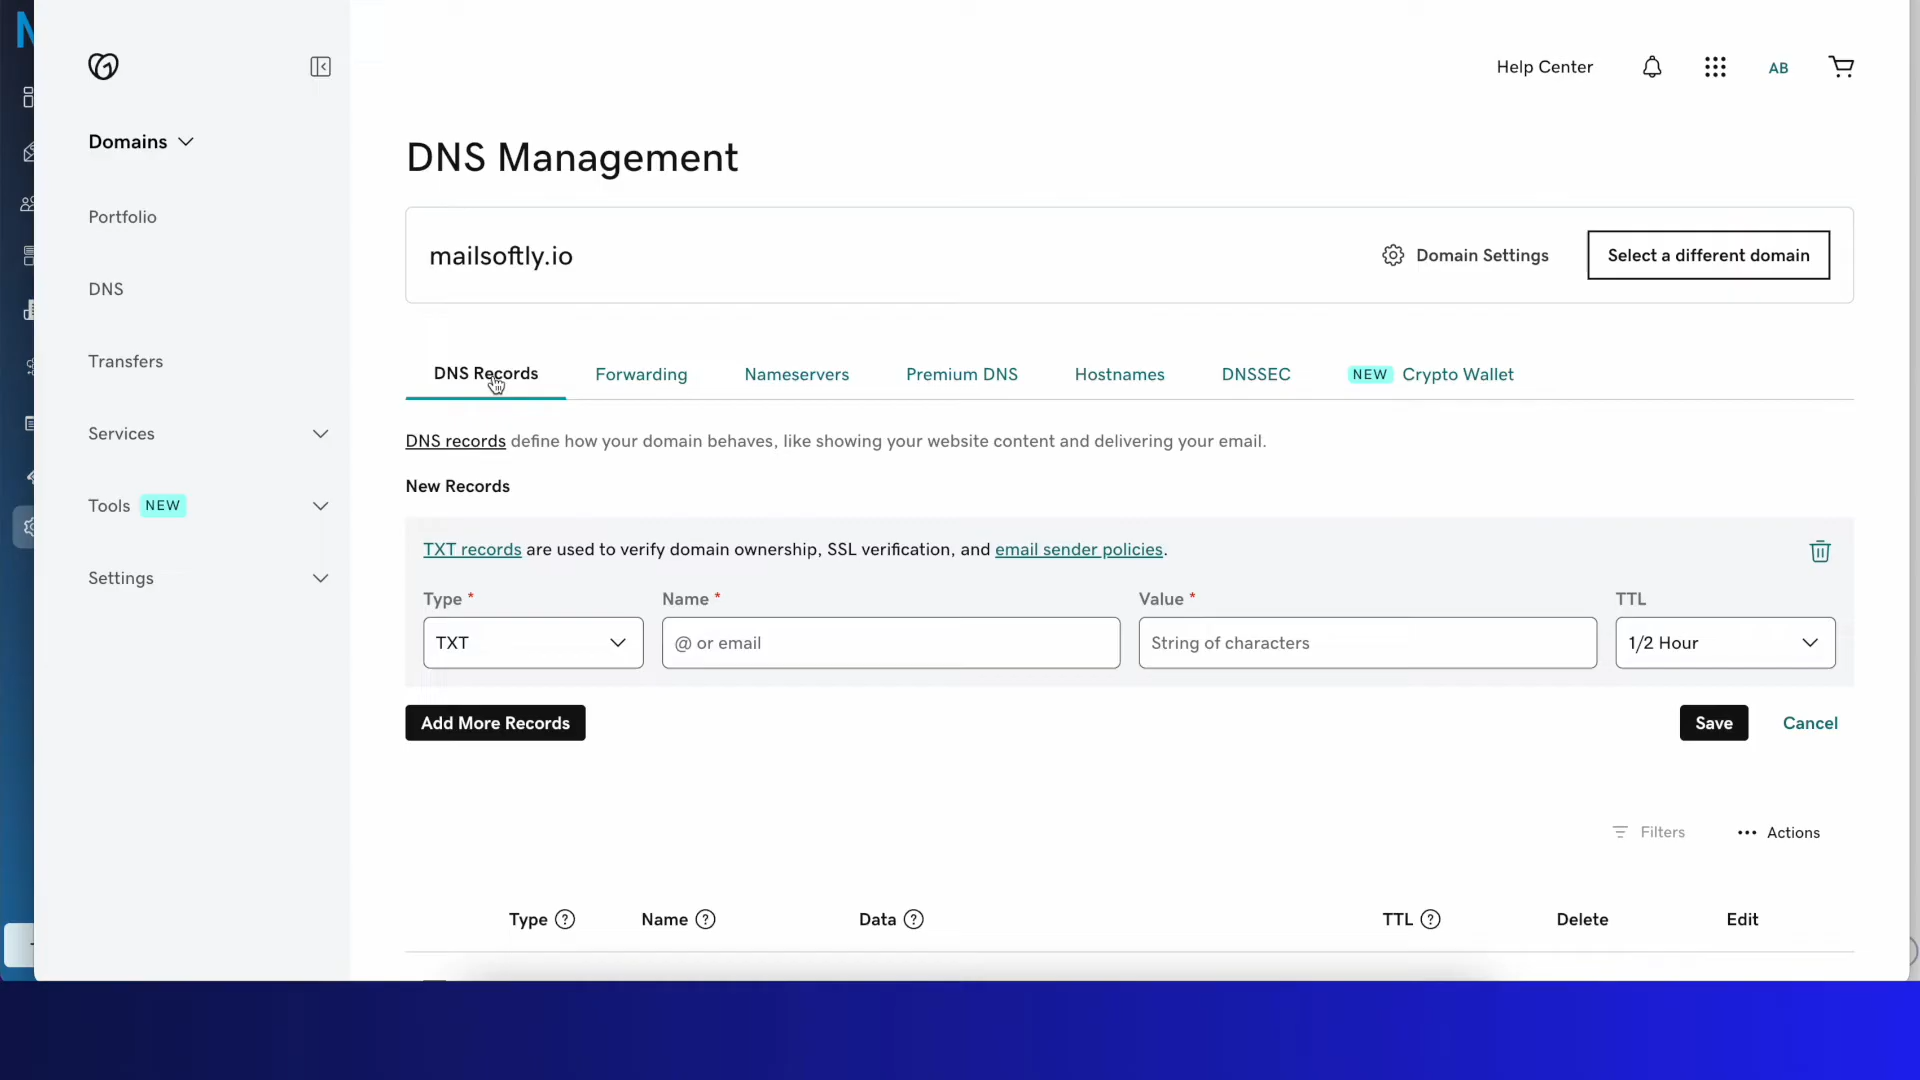 Help Center
AB
Domains
Portfolio
DNS
Transfers
Services
Tools NEW
Settings
DNS Management
mailsoftly.io
Domain Settings
Select a different domain
DNS Records
Forwarding
Nameservers
Premium DNS
Hostnames
DNSSEC
NEW Crypto Wallet
DNS records define how your domain behaves, like showing your website content and delivering your email.
New Records
TXT records are used to verify domain ownership, SSL verification, and email sender policies.
Type *
Name *
Value *
TTL
TXT
@ or email
String of characters
1/2 Hour
Add More Records
Save
Cancel
Filters
Actions
Type
Name
Data
TTL
Delete
Edit